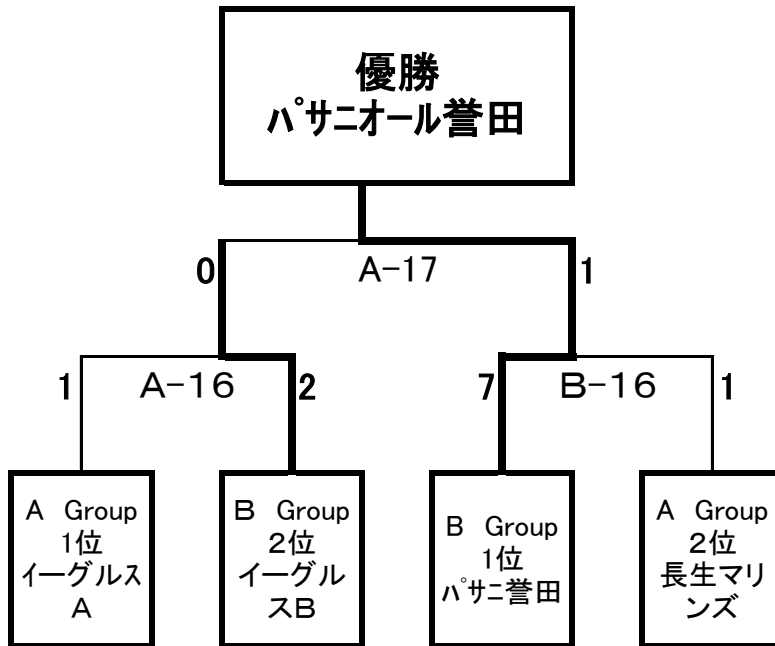 優勝
ﾊﾟサニオール誉田
0
A-17
1
1
A-16
2
7
B-16
1
A Group
1位
イーグルス
A
B Group
2位
イーグル
スB
B Group
1位
ﾊﾟサニ誉田
A Group
2位
長生マリ
ンズ